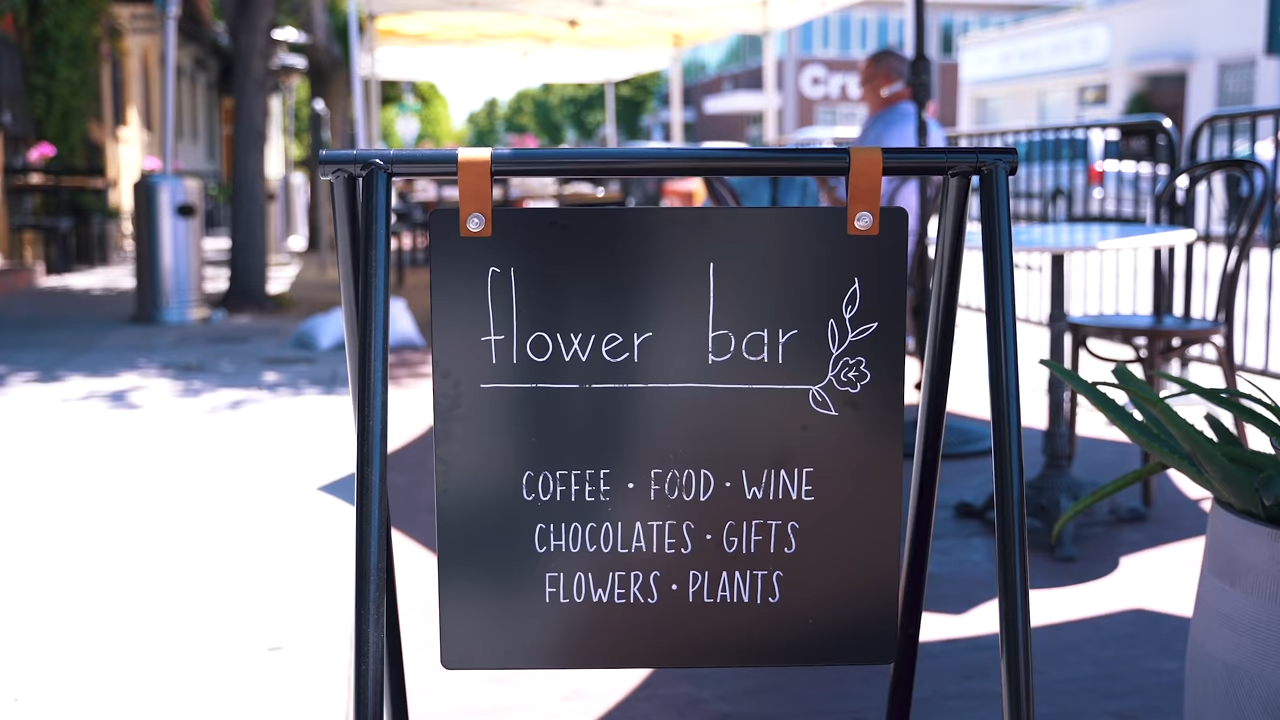 flower bar
COFFEE · FOOD · WINE
CHOCOLATES · GIFTS
FLOWERS · PLANTS